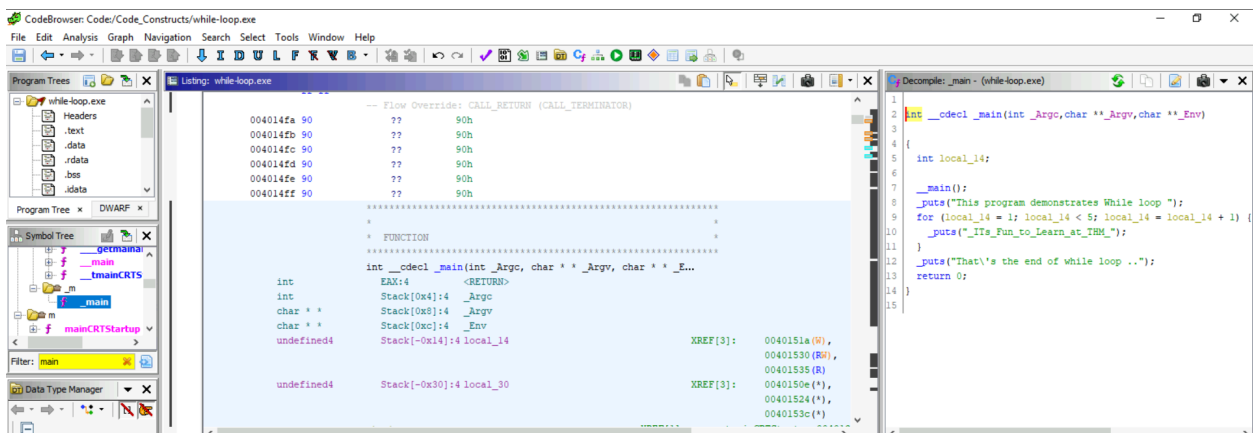 CodeBrowser: Code:/Code_Constructs/while-loop.exe
File Edit Analysis Graph Navigation Search Select Tools Window Help
I D U L F B
Program Trees
while-loop.exe
Headers
.text
.data
.rdata
.bss
.idata
Program Tree × DWARF ×
Symbol Tree
f __getmainar
f __main
f __tmainCRTS
_m
f _main
m
f mainCRTStartup
Filter: main
Data Type Manager
Listing: while-loop.exe
-- Flow Override: CALL_RETURN (CALL_TERMINATOR)
004014fa 90 ?? 90h
004014fb 90 ?? 90h
004014fc 90 ?? 90h
004014fd 90 ?? 90h
004014fe 90 ?? 90h
004014ff 90 ?? 90h
* FUNCTION *
int __cdecl _main(int _Argc, char * * _Argv, char * * _E...
int EAX:4 <RETURN>
int Stack[0x4]:4 _Argc
char * * Stack[0x8]:4 _Argv
char * * Stack[0xc]:4 _Env
undefined4 Stack[-0x14]:4 local_14 XREF[3]: 0040151a(W),
00401530(RW),
00401535(R)
undefined4 Stack[-0x30]:4 local_30 XREF[3]: 0040150e(*),
00401524(*),
0040153c(*)
Decompile: _main - (while-loop.exe)
1
2 int __cdecl _main(int _Argc,char **_Argv,char **_Env)
3
4 {
5 int local_14;
6
7 __main();
8 _puts("This program demonstrates While loop ");
9 for (local_14 = 1; local_14 < 5; local_14 = local_14 + 1) {
10 _puts("_ITs_Fun_to_Learn_at_THM_");
11 }
12 _puts("That\'s the end of while loop ..");
13 return 0;
14 }
15